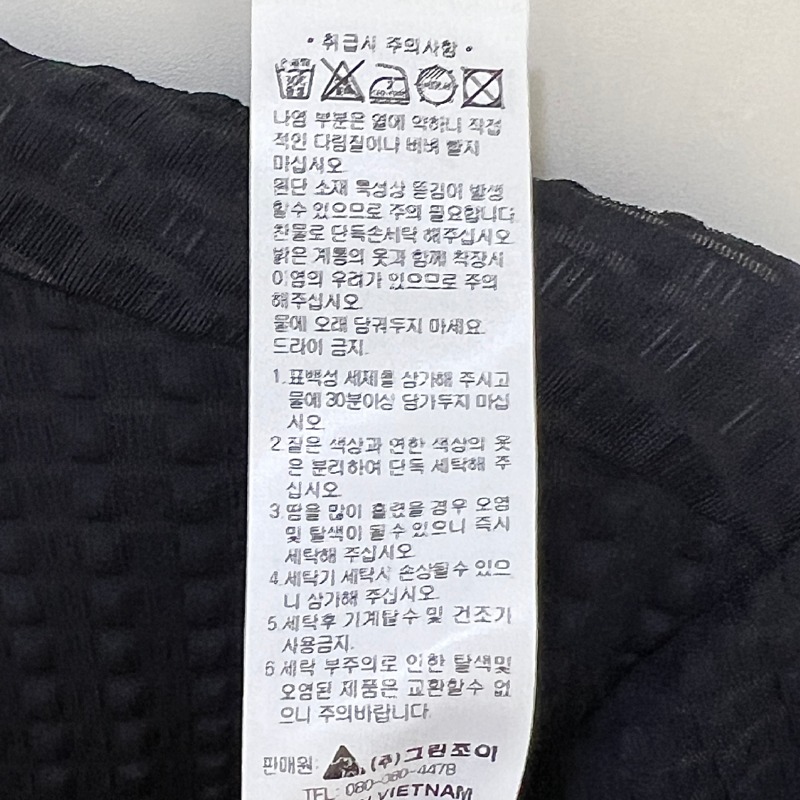 • 취급시 주의사항 •
나염 부분은 열에 약하니 직접
적인 다림질이나 비벼 빨지
마십시오.
원단 소재 특성상 뜯김이 발생
할수 있으므로 주의 필요합니다.
찬물로 단독손세탁 해주십시오.
밝은 계통의 옷과 함께 착장시
이염의 우려가 있으므로 주의
해주십시오.
물에 오래 담궈두지 마세요.
드라이 금지.
1.표백성 세제를 삼가해 주시고
물에 30분이상 담가두지 마십
시오.
2.짙은 색상과 연한 색상의 옷
은 분리하여 단독 세탁해 주
십시오.
3.땀을 많이 흘렸을 경우 오염
및 탈색이 될 수 있으니 즉시
세탁해 주십시오.
4.세탁기 세탁시 손상될수 있으
니 삼가해 주십시오.
5.세탁후 기계탈수 및 건조기
사용금지.
6.세탁 부주의로 인한 탈색및
오염된 제품은 교환할수 없
으니 주의바랍니다.
판매원: (주)그린조이
TEL: 080-080-4478
VIETNAM